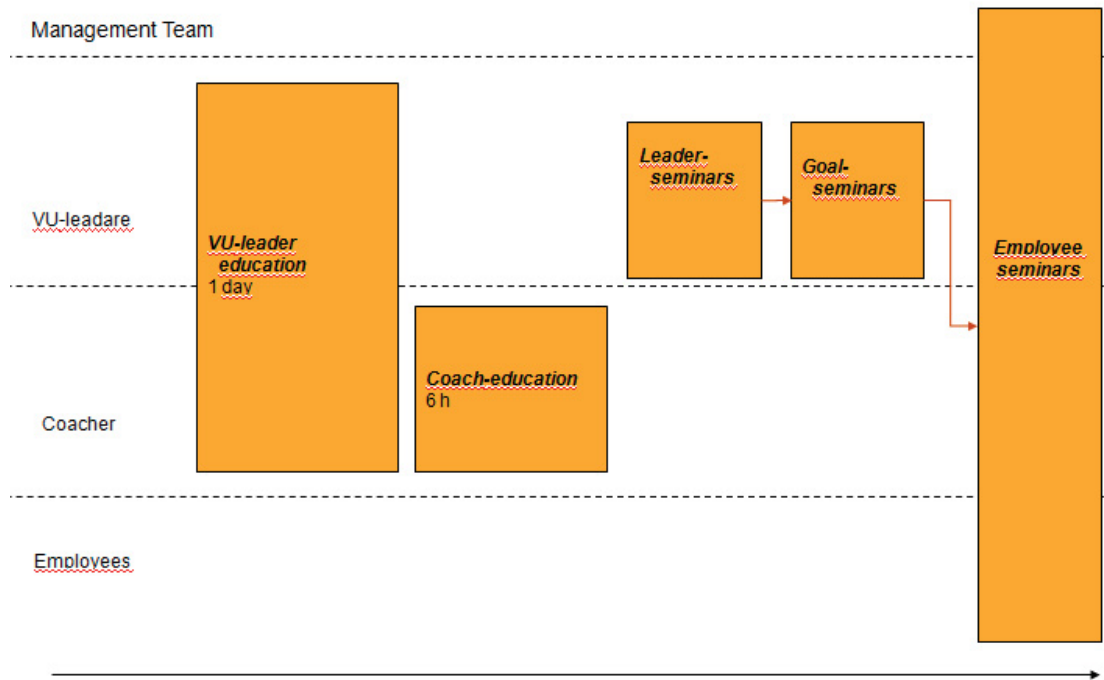 Management Team
VU-leadare
VU-leader
education
1 day
Leader-
seminars
Goal-
seminars
Employee
seminars
Coach-education
6 h
Coacher
Employees